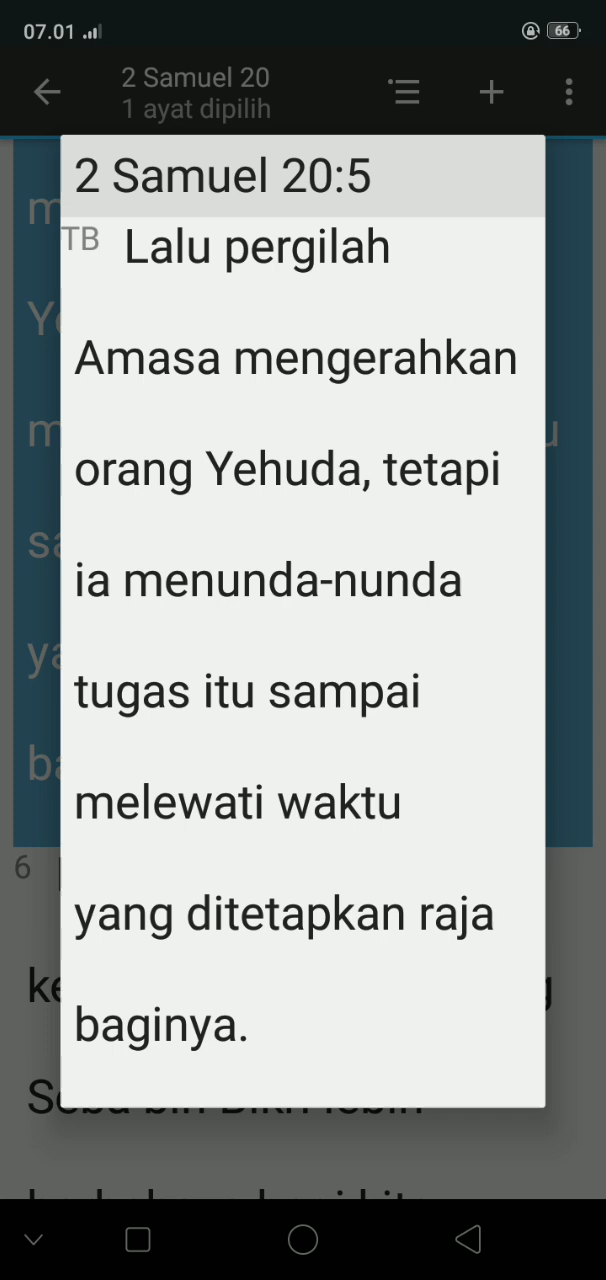 07.01
66
2 Samuel 20
1 ayat dipilih
2 Samuel 20:5
TB Lalu pergilah
Amasa mengerahkan
orang Yehuda, tetapi
ia menunda-nunda
tugas itu sampai
melewati waktu
yang ditetapkan raja
baginya.
6